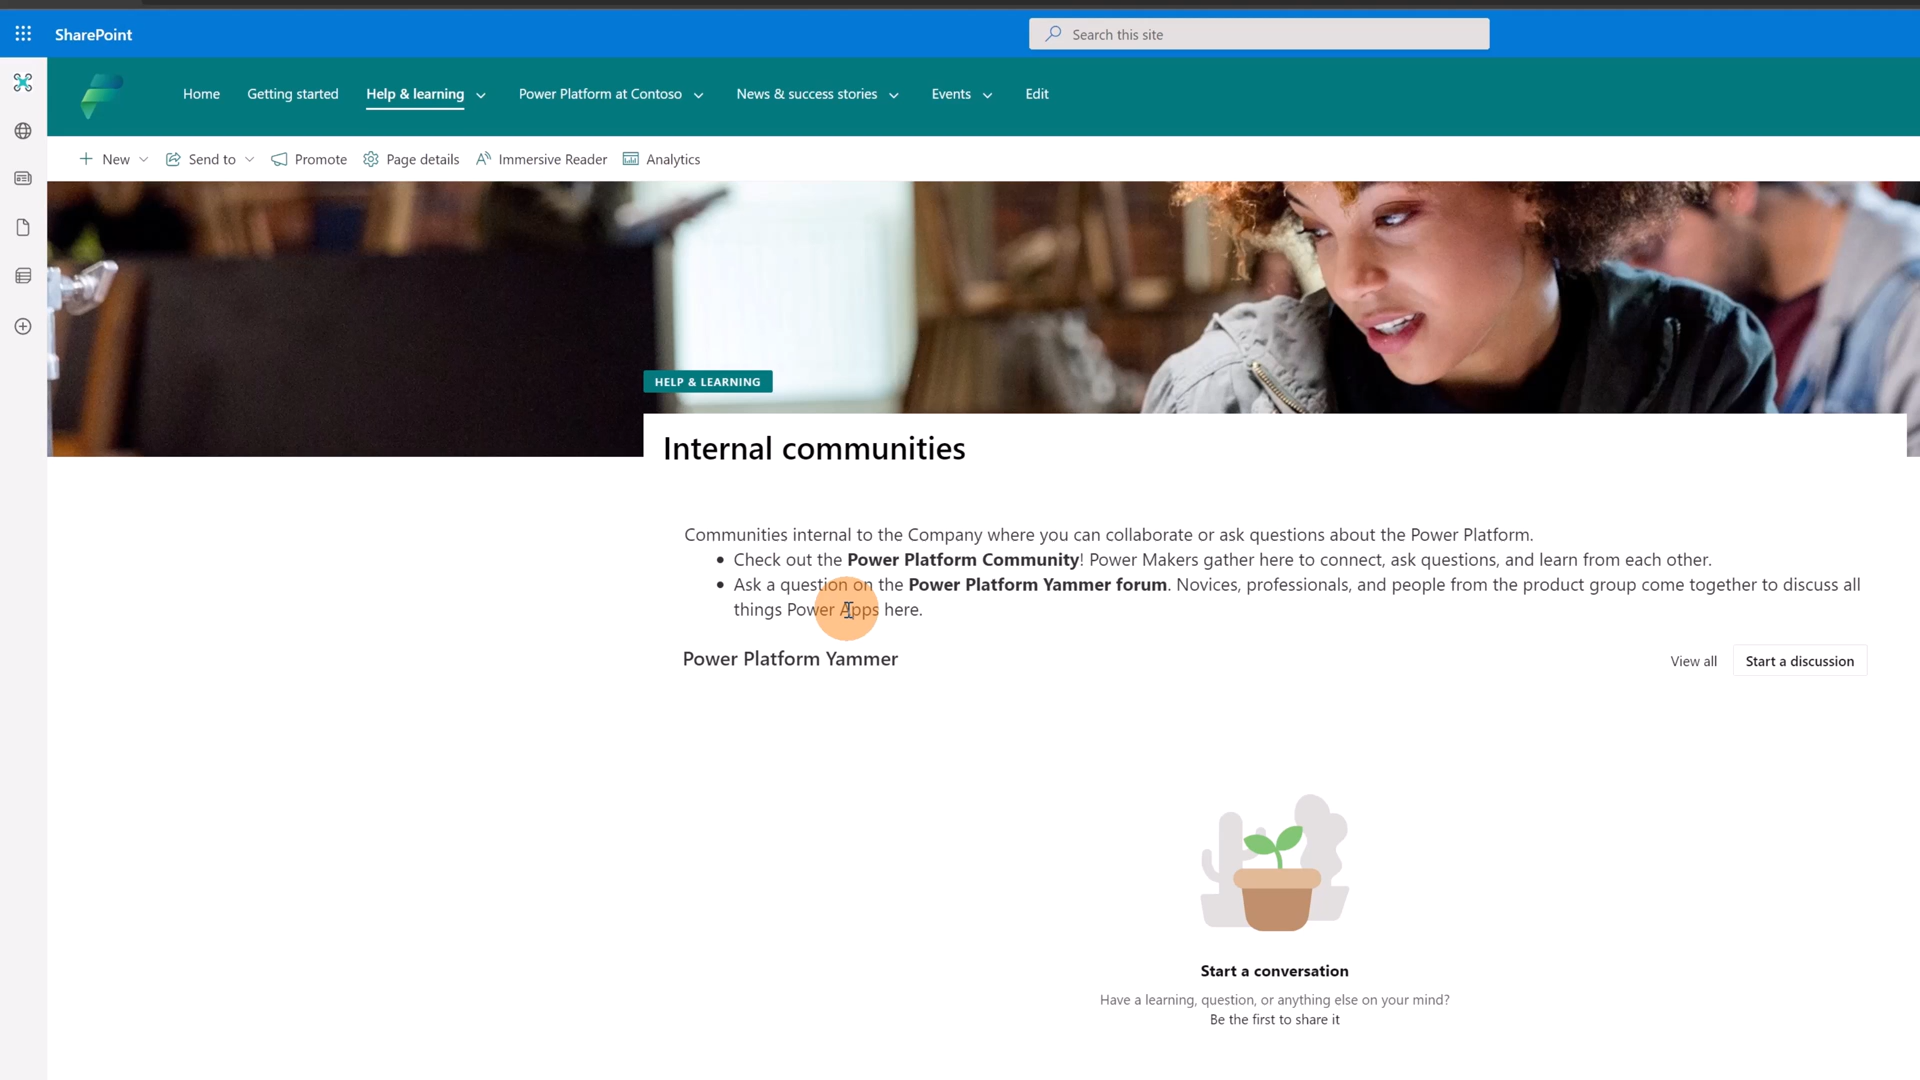 SharePoint
Search this site
Home
Getting started
Help & learning
Power Platform at Contoso
News & success stories
Events
Edit
New
Send to
Promote
Page details
Immersive Reader
Analytics
HELP & LEARNING
Internal communities
Communities internal to the Company where you can collaborate or ask questions about the Power Platform.
• Check out the Power Platform Community! Power Makers gather here to connect, ask questions, and learn from each other.
• Ask a question on the Power Platform Yammer forum. Novices, professionals, and people from the product group come together to discuss all
things Power Apps here.
Power Platform Yammer
View all
Start a discussion
Start a conversation
Have a learning, question, or anything else on your mind?
Be the first to share it